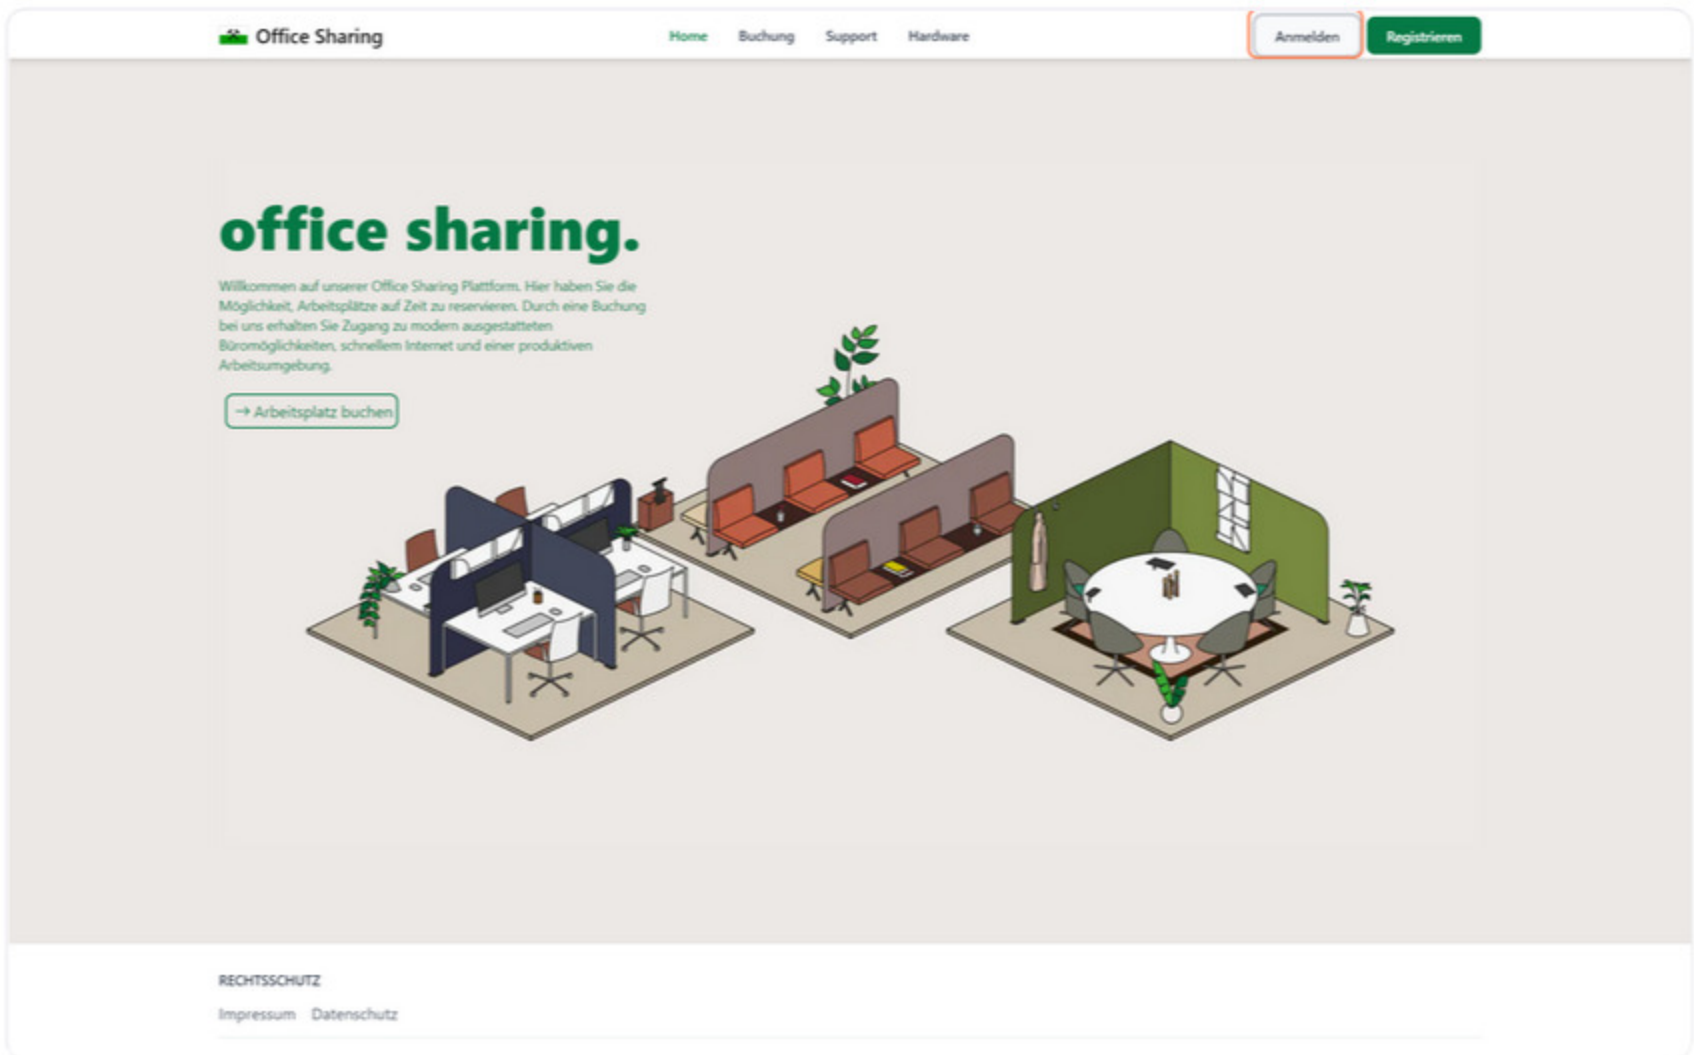 Office Sharing
Home Buchung Support Hardware
Anmelden Registrieren
office sharing.
Willkommen auf unserer Office Sharing Plattform. Hier haben Sie die
Möglichkeit, Arbeitsplätze auf Zeit zu reservieren. Durch eine Buchung
bei uns erhalten Sie Zugang zu modern ausgestatteten
Büromöglichkeiten, schnellem Internet und einer produktiven
Arbeitsumgebung.
→ Arbeitsplatz buchen
RECHTSSCHUTZ
Impressum Datenschutz